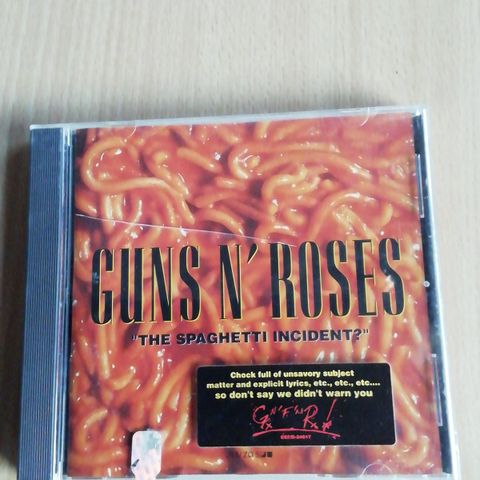 GUNS N' ROSES
"THE SPAGHETTI INCIDENT?"
Chock full of unsavory subject
matter and explicit lyrics, etc., etc., etc....
so don't say we didn't warn you
G N' F'N R!